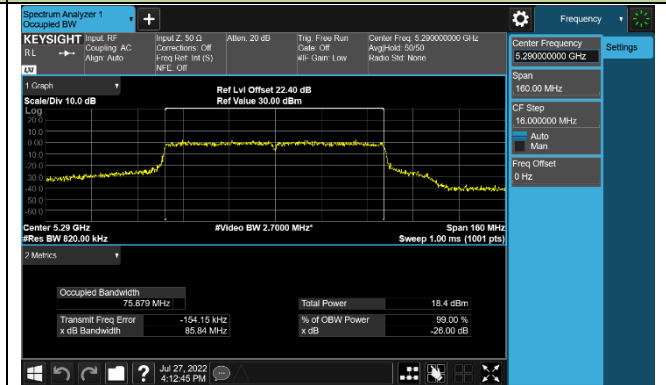 Spectrum Analyzer 1
Occupied BW
Frequency
KEYSIGHT
RL
LXI
Input: RF
Coupling: AC
Align: Auto
Input Z: 50 Ω
Corrections: Off
Freq Ref: Int (S)
NFE: Off
Atten: 20 dB
Trig: Free Run
Gate: Off
#IF Gain: Low
Center Freq: 5.290000000 GHz
Avg|Hold: 50/50
Radio Std: None
Center Frequency
5.290000000 GHz
Settings
Span
160.00 MHz
CF Step
16.000000 MHz
Auto
Man
Freq Offset
0 Hz
1 Graph
Scale/Div 10.0 dB
Ref Lvl Offset 22.40 dB
Ref Value 30.00 dBm
Log
20.0
10.0
0.00
-10.0
-20.0
-30.0
-40.0
-50.0
-60.0
Center 5.29 GHz
#Res BW 820.00 kHz
#Video BW 2.7000 MHz*
Span 160 MHz
Sweep 1.00 ms (1001 pts)
2 Metrics
Occupied Bandwidth
75.879 MHz
Total Power 18.4 dBm
Transmit Freq Error -154.15 kHz
% of OBW Power 99.00 %
x dB Bandwidth 85.84 MHz
x dB -26.00 dB
?
Jul 27, 2022
4:12:45 PM